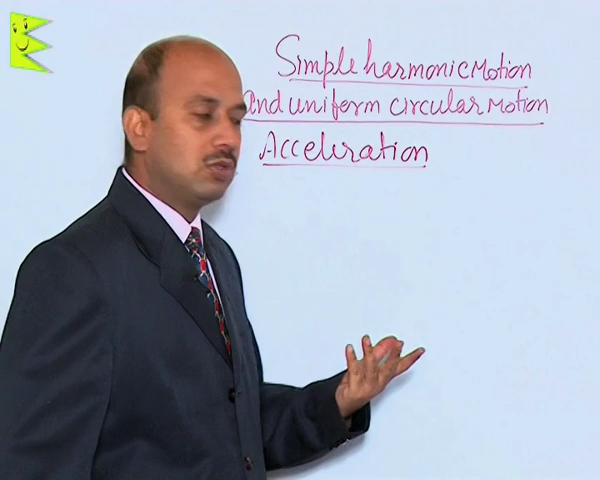 Simple harmonic Motion
and uniform circular Motion
Acceleration